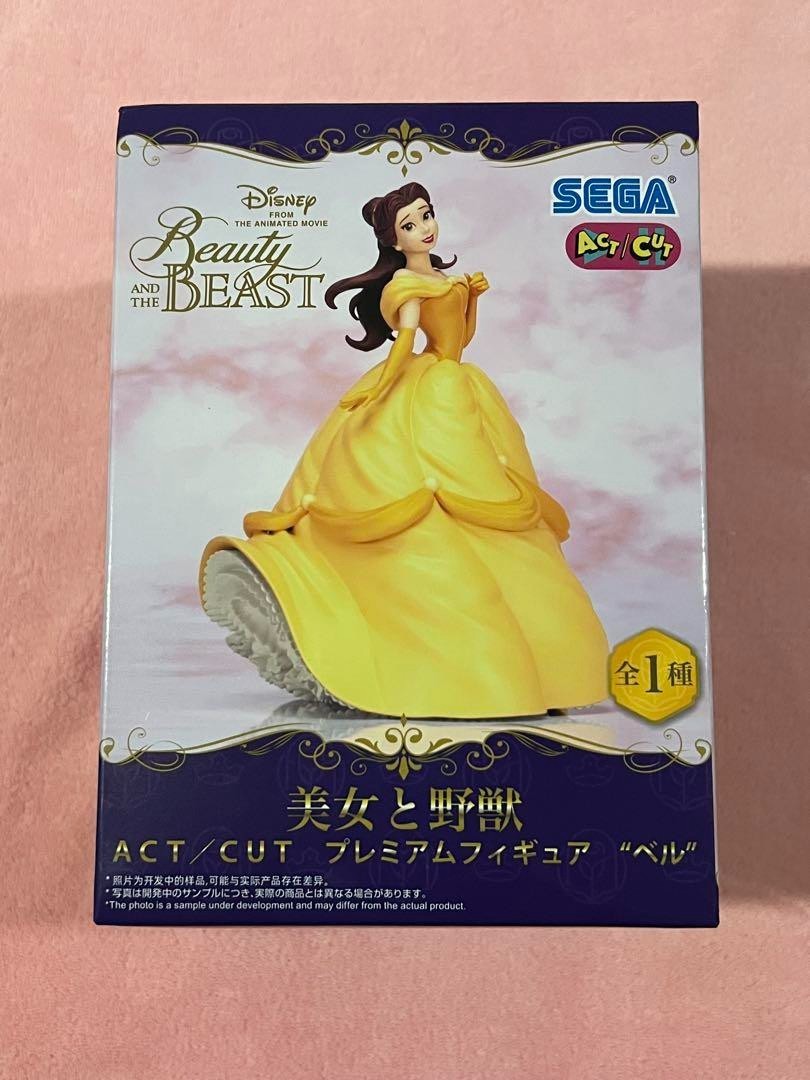 Disney
FROM
THE ANIMATED MOVIE
Beauty
AND THE BEAST
SEGA®
ACT/CUT
全1種
美女と野獣
ACT/CUT プレミアムフィギュア “ベル”
* 照片为开发中的样品,可能与实际产品存在差异。
* 写真は開発中のサンプルにつき、実際の商品とは異なる場合があります。
*The photo is a sample under development and may differ from the actual product.